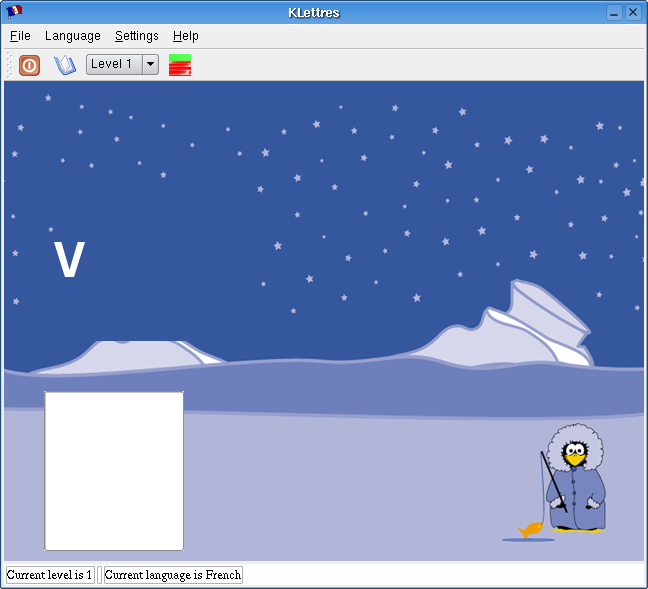 KLettres
File Language Settings Help
Level 1
V
Current level is 1 Current language is French